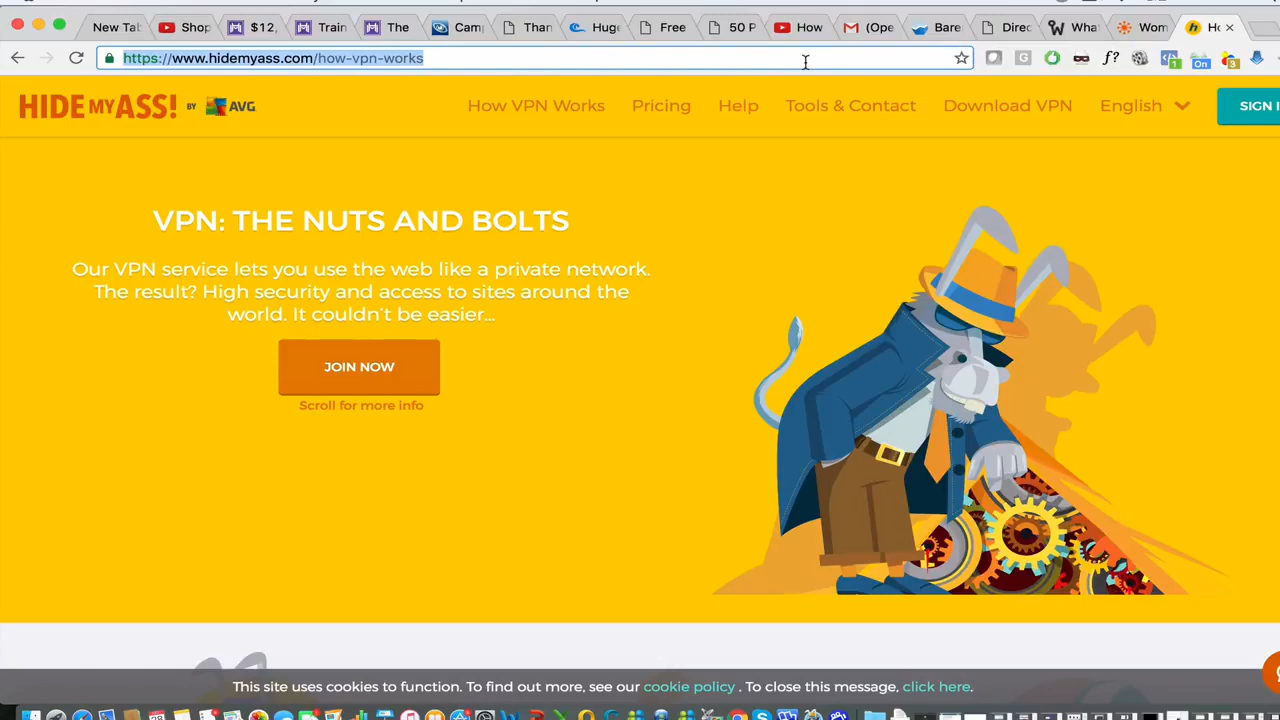 New Tab
Shop
$12,
Train
The
Cam
Than
Huge
Free
50 P
How
(Ope
Bare
Direc
Wha
Wom
Ho
https://www.hidemyass.com/how-vpn-works
HIDE MY ASS! BY AVG
How VPN Works
Pricing
Help
Tools & Contact
Download VPN
English
SIGN I
VPN: THE NUTS AND BOLTS
Our VPN service lets you use the web like a private network.
The result? High security and access to sites around the
world. It couldn't be easier...
JOIN NOW
Scroll for more info
This site uses cookies to function. To find out more, see our cookie policy . To close this message, click here.